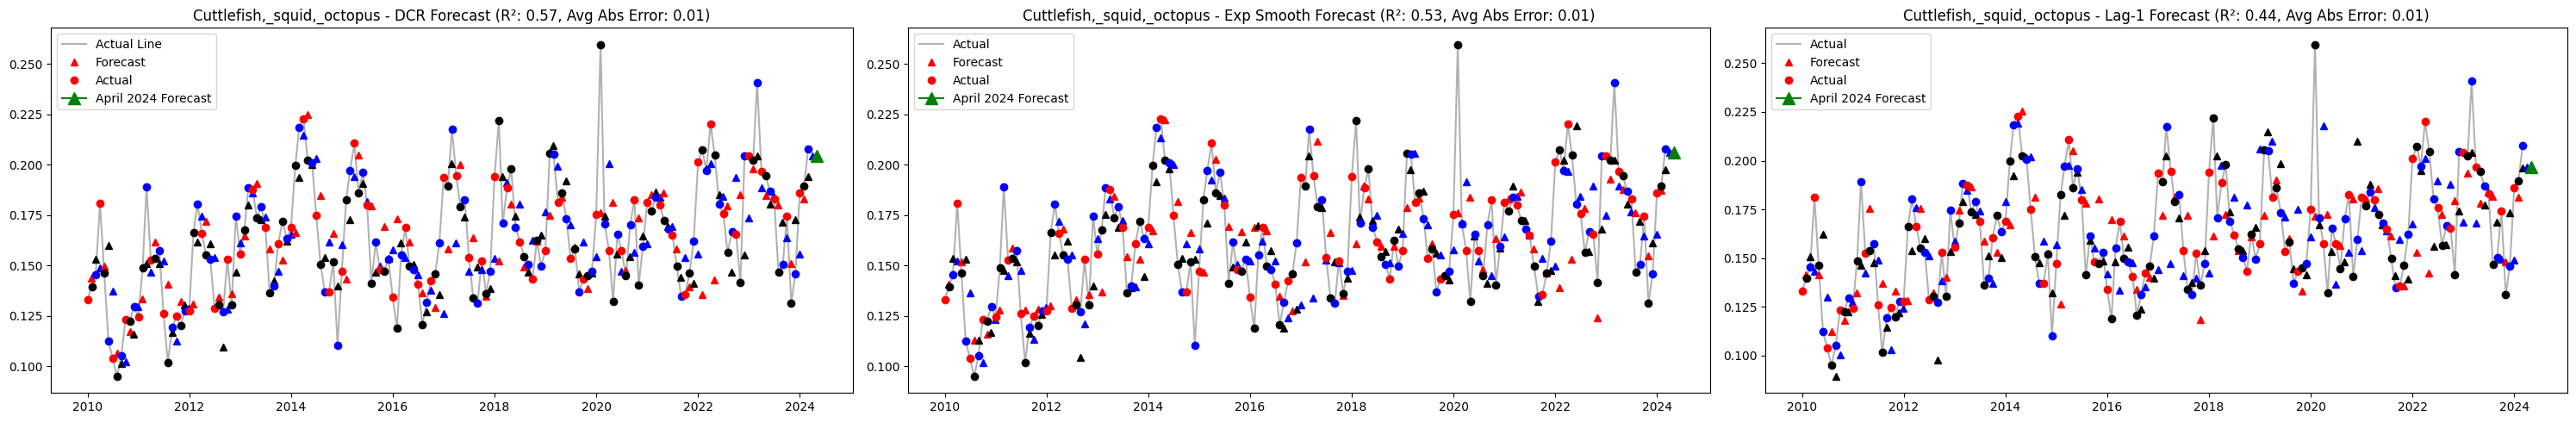 Cuttlefish,_squid,_octopus - DCR Forecast (R²: 0.57, Avg Abs Error: 0.01)
Actual Line
Forecast
Actual
April 2024 Forecast
0.250
0.225
0.200
0.175
0.150
0.125
0.100
2010 2012 2014 2016 2018 2020 2022 2024
Cuttlefish,_squid,_octopus - Exp Smooth Forecast (R²: 0.53, Avg Abs Error: 0.01)
Actual
Forecast
Actual
April 2024 Forecast
0.250
0.225
0.200
0.175
0.150
0.125
0.100
2010 2012 2014 2016 2018 2020 2022 2024
Cuttlefish,_squid,_octopus - Lag-1 Forecast (R²: 0.44, Avg Abs Error: 0.01)
Actual
Forecast
Actual
April 2024 Forecast
0.250
0.225
0.200
0.175
0.150
0.125
0.100
2010 2012 2014 2016 2018 2020 2022 2024